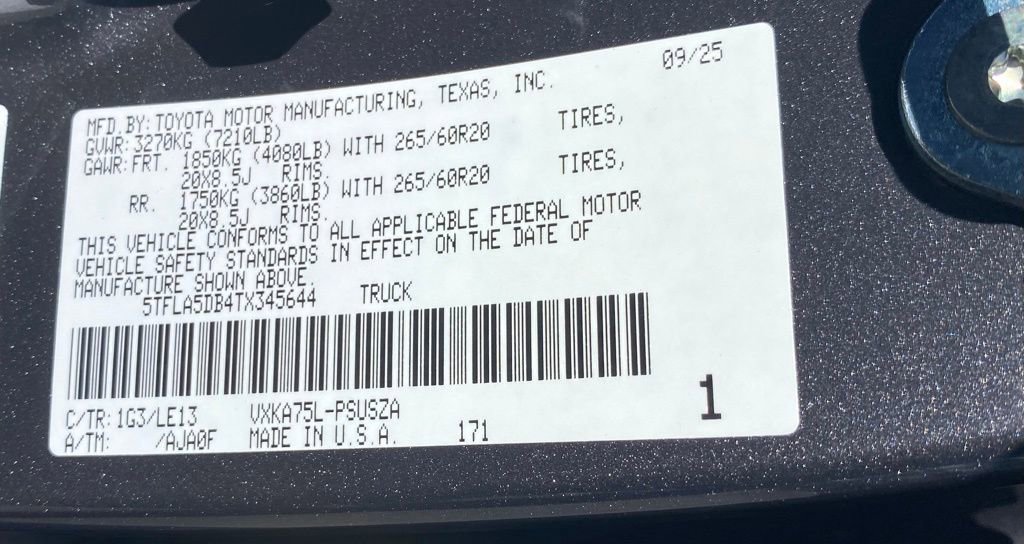 09/25
MFD.BY:TOYOTA MOTOR MANUFACTURING, TEXAS, INC.
GVWR:3270KG (7210LB)
GAWR:FRT. 1850KG (4080LB) WITH 265/60R20 TIRES,
20X8.5J RIMS.
RR. 1750KG (3860LB) WITH 265/60R20 TIRES,
20X8.5J RIMS.
THIS VEHICLE CONFORMS TO ALL APPLICABLE FEDERAL MOTOR
VEHICLE SAFETY STANDARDS IN EFFECT ON THE DATE OF
MANUFACTURE SHOWN ABOVE.
5TFLA5DB4TX345644 TRUCK
C/TR:1G3/LE13 VXKA75L-PSUSZA
A/TM: /AJA0F MADE IN U.S.A. 171
1